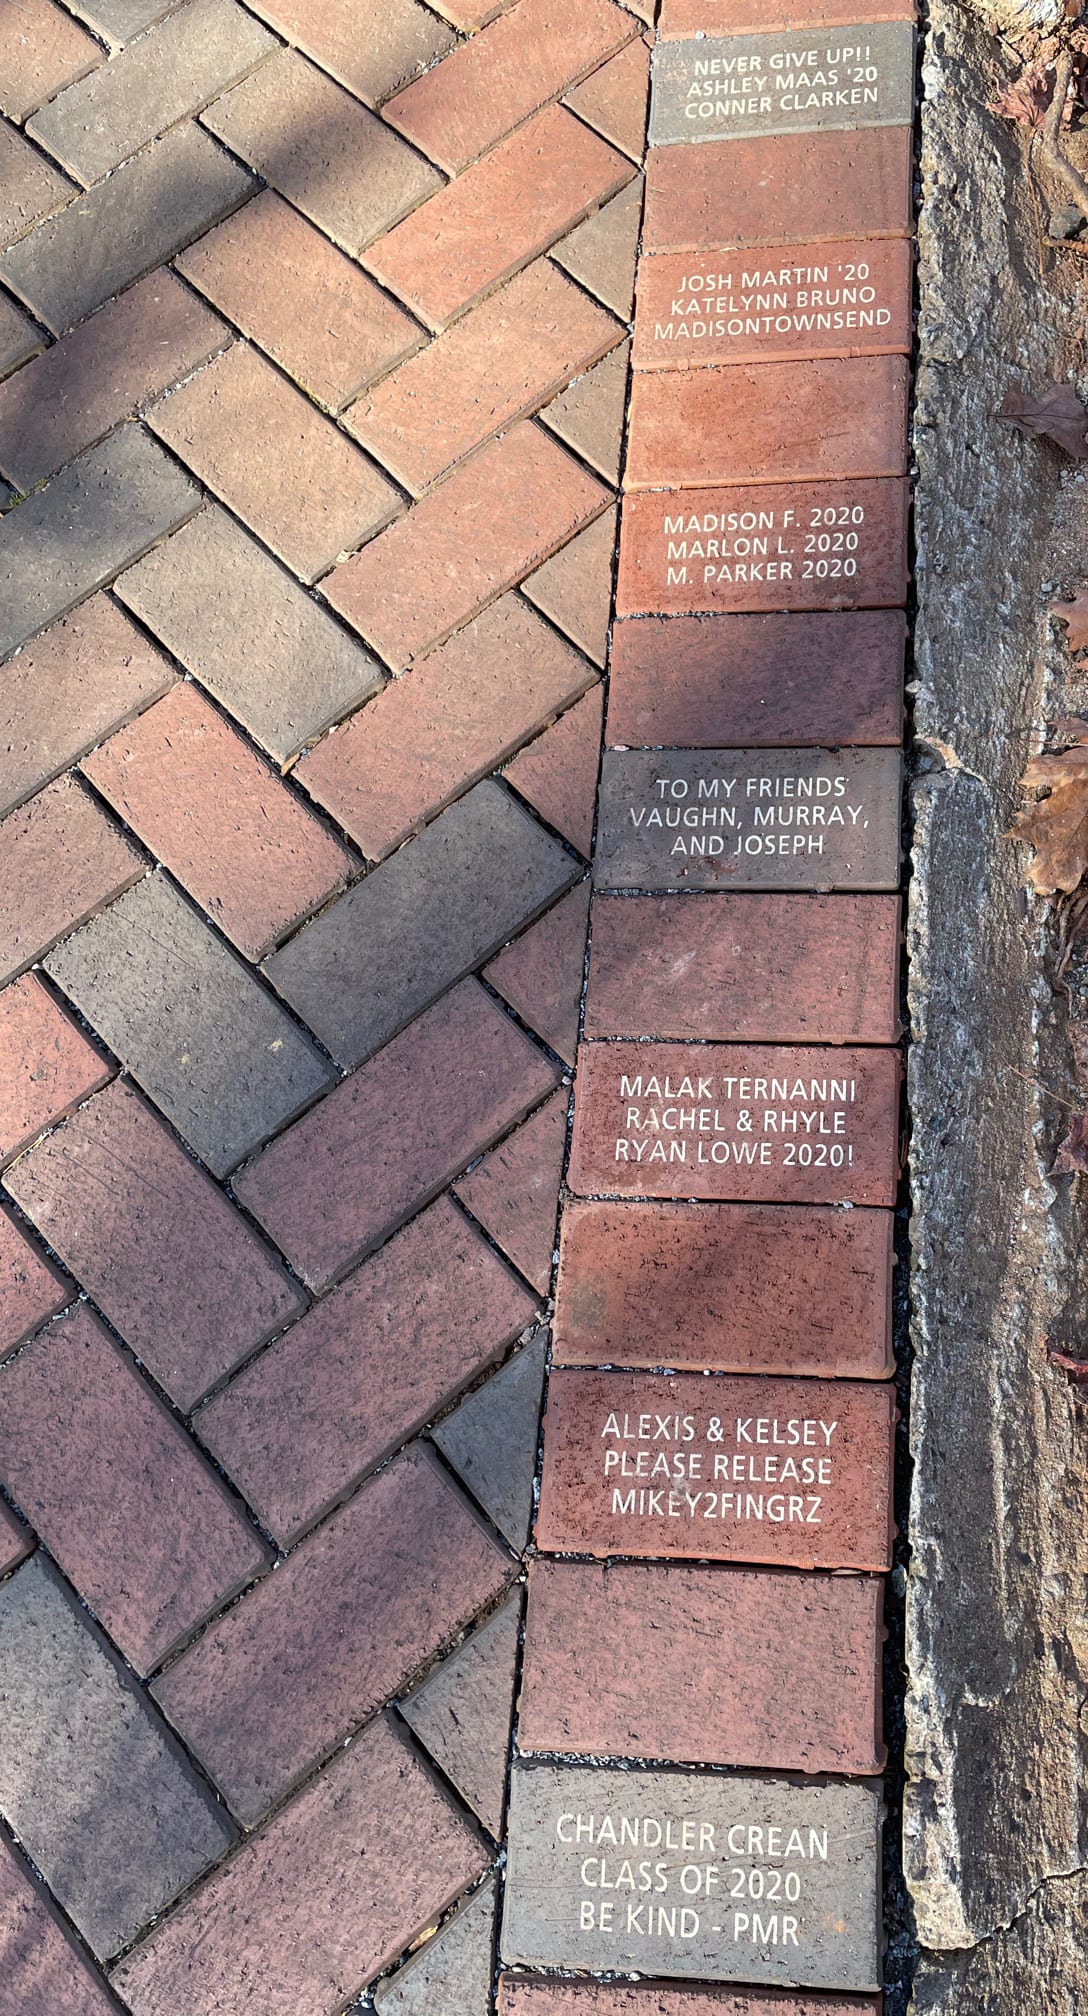 NEVER GIVE UP!!
ASHLEY MAAS '20
CONNER CLARKEN
JOSH MARTIN '20
KATELYNN BRUNO
MADISONTOWNSEND
MADISON F. 2020
MARLON L. 2020
M. PARKER 2020
TO MY FRIENDS
VAUGHN, MURRAY,
AND JOSEPH
MALAK TERNANNI
RACHEL & RHYLE
RYAN LOWE 2020!
ALEXIS & KELSEY
PLEASE RELEASE
MIKEY2FINGRZ
CHANDLER CREAN
CLASS OF 2020
BE KIND - PMR